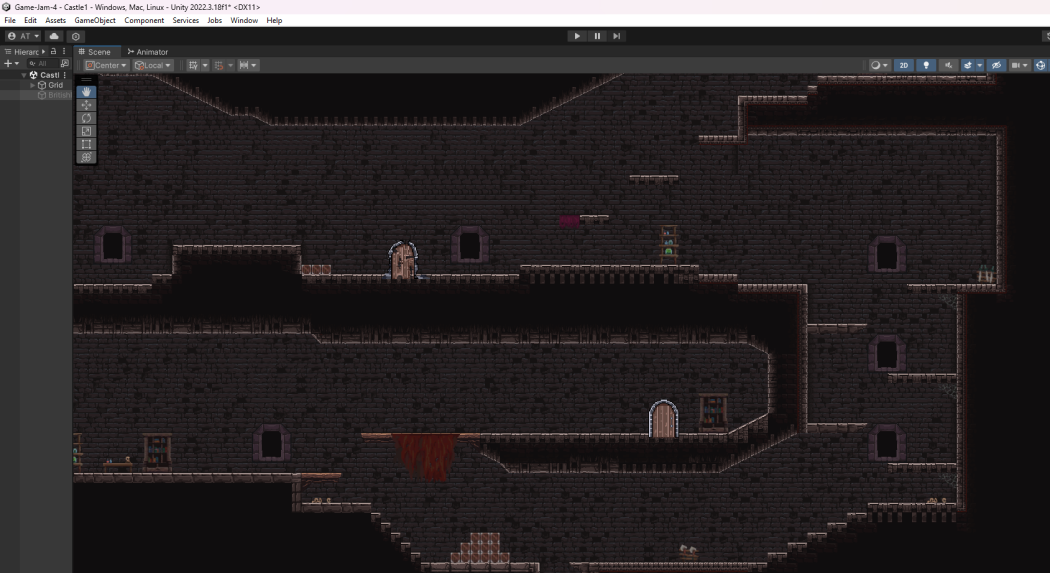 Game-Jam-4 - Castle1 - Windows, Mac, Linux - Unity 2022.3.18f1* <DX11>
File Edit Assets GameObject Component Services Jobs Window Help
AT
Hierarc Scene Animator
All Center Local 2D
Castl
Grid